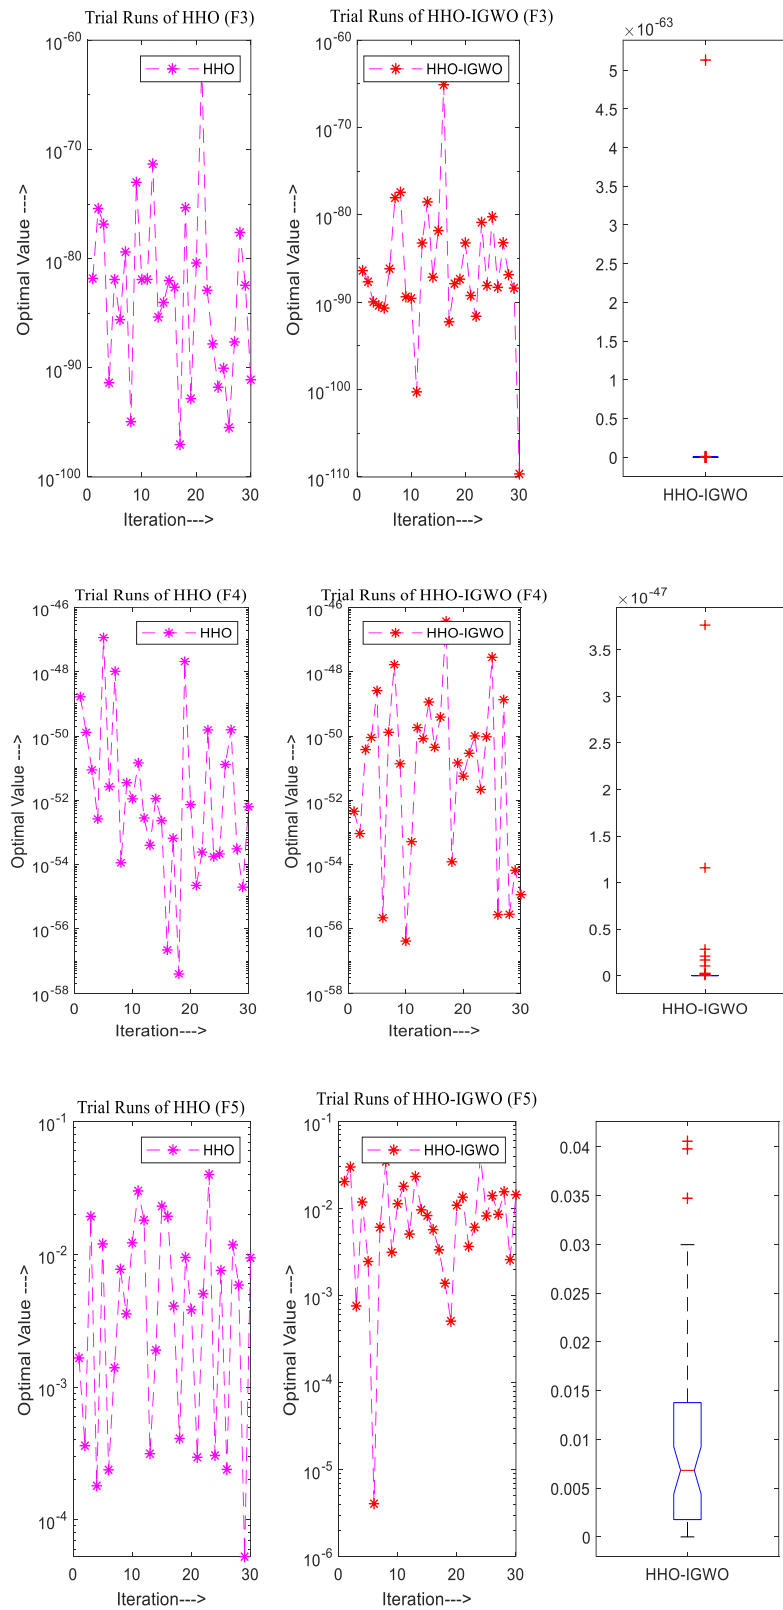 Trial Runs of HHO (F3)
10^-60
10^-70
10^-80
10^-90
10^-100
HHO
Optimal Value --->
0 10 20 30
Iteration--->
Trial Runs of HHO-IGWO (F3)
10^-60
10^-70
10^-80
10^-90
10^-100
10^-110
HHO-IGWO
Optimal Value --->
0 10 20 30
Iteration--->
×10^-63
5
4.5
4
3.5
3
2.5
2
1.5
1
0.5
0
HHO-IGWO
Trial Runs of HHO (F4)
10^-46
10^-48
10^-50
10^-52
10^-54
10^-56
10^-58
HHO
Optimal Value --->
0 10 20 30
Iteration--->
Trial Runs of HHO-IGWO (F4)
10^-46
10^-48
10^-50
10^-52
10^-54
10^-56
10^-58
HHO-IGWO
Optimal Value --->
0 10 20 30
Iteration--->
×10^-47
3.5
3
2.5
2
1.5
1
0.5
0
HHO-IGWO
Trial Runs of HHO (F5)
10^-1
10^-2
10^-3
10^-4
HHO
Optimal Value --->
0 10 20 30
Iteration--->
Trial Runs of HHO-IGWO (F5)
10^-1
10^-2
10^-3
10^-4
10^-5
10^-6
HHO-IGWO
Optimal Value --->
0 10 20 30
Iteration--->
0.04
0.035
0.03
0.025
0.02
0.015
0.01
0.005
0
HHO-IGWO